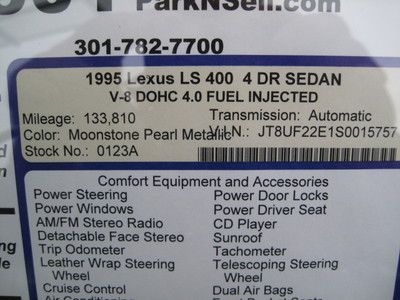 ParkNSell.com
301-782-7700
1995 Lexus LS 400 4 DR SEDAN
V-8 DOHC 4.0 FUEL INJECTED
Mileage: 133,810 Transmission: Automatic
Color: Moonstone Pearl Metallic V.I.N.: JT8UF22E1S0015757
Stock No.: 0123A
Comfort Equipment and Accessories
Power Steering Power Door Locks
Power Windows Power Driver Seat
AM/FM Stereo Radio CD Player
Detachable Face Stereo Sunroof
Trip Odometer Tachometer
Leather Wrap Steering Telescoping Steering
Wheel Wheel
Cruise Control Dual Air Bags